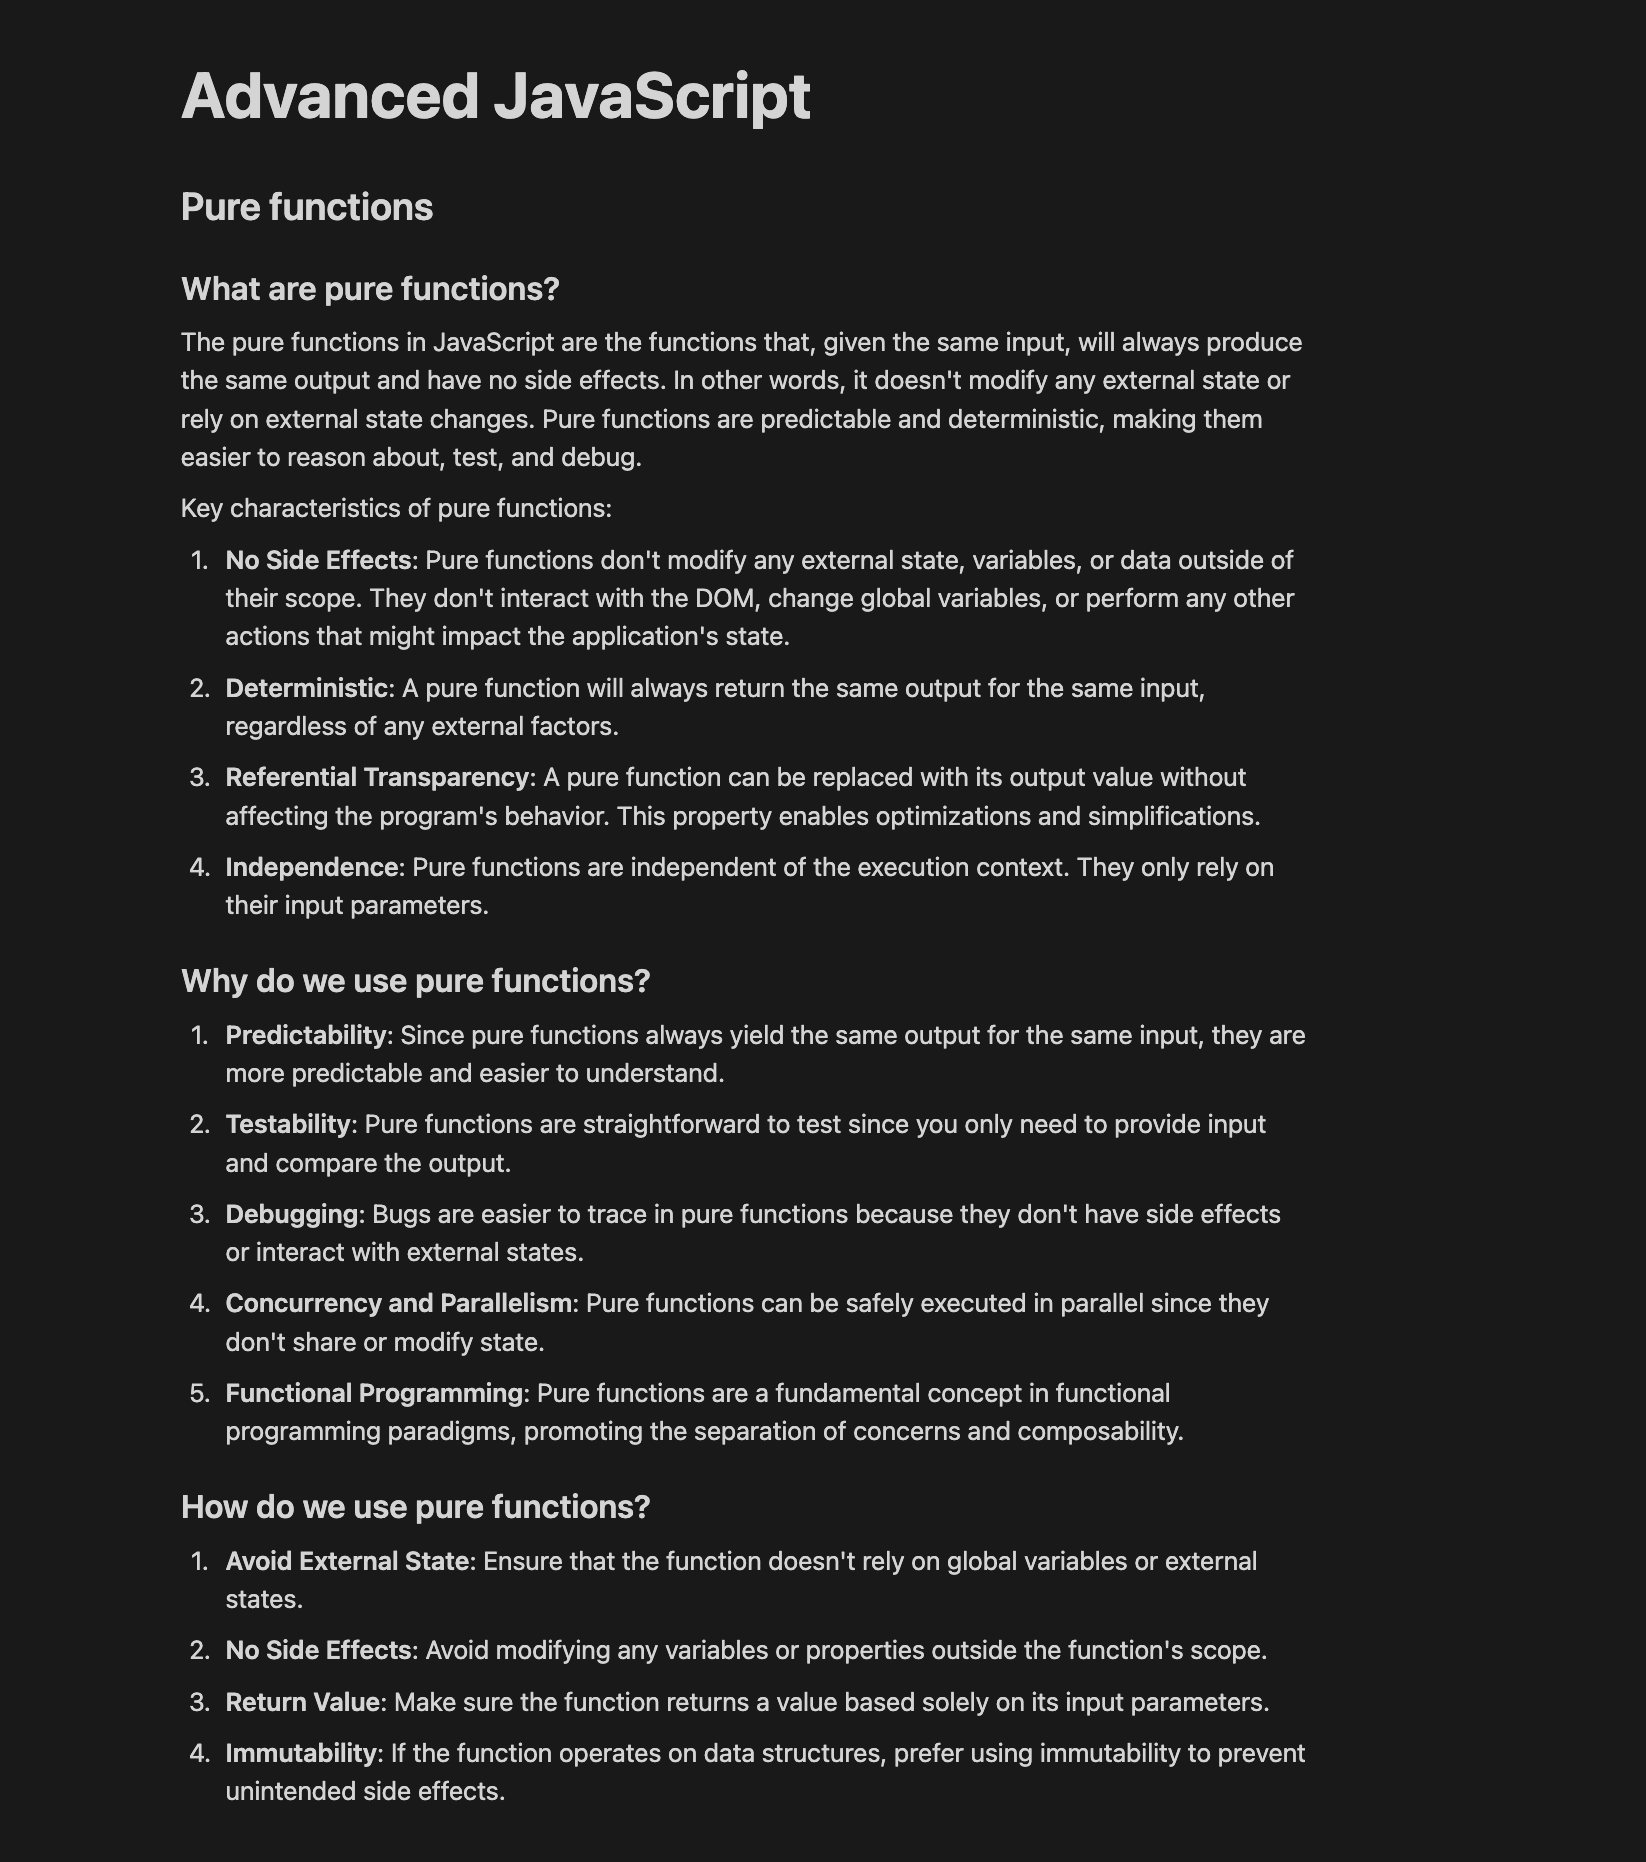 Advanced JavaScript
Pure functions
What are pure functions?
The pure functions in JavaScript are the functions that, given the same input, will always produce
the same output and have no side effects. In other words, it doesn't modify any external state or
rely on external state changes. Pure functions are predictable and deterministic, making them
easier to reason about, test, and debug.
Key characteristics of pure functions:
1. No Side Effects: Pure functions don't modify any external state, variables, or data outside of
their scope. They don't interact with the DOM, change global variables, or perform any other
actions that might impact the application's state.
2. Deterministic: A pure function will always return the same output for the same input,
regardless of any external factors.
3. Referential Transparency: A pure function can be replaced with its output value without
affecting the program's behavior. This property enables optimizations and simplifications.
4. Independence: Pure functions are independent of the execution context. They only rely on
their input parameters.
Why do we use pure functions?
1. Predictability: Since pure functions always yield the same output for the same input, they are
more predictable and easier to understand.
2. Testability: Pure functions are straightforward to test since you only need to provide input
and compare the output.
3. Debugging: Bugs are easier to trace in pure functions because they don't have side effects
or interact with external states.
4. Concurrency and Parallelism: Pure functions can be safely executed in parallel since they
don't share or modify state.
5. Functional Programming: Pure functions are a fundamental concept in functional
programming paradigms, promoting the separation of concerns and composability.
How do we use pure functions?
1. Avoid External State: Ensure that the function doesn't rely on global variables or external
states.
2. No Side Effects: Avoid modifying any variables or properties outside the function's scope.
3. Return Value: Make sure the function returns a value based solely on its input parameters.
4. Immutability: If the function operates on data structures, prefer using immutability to prevent
unintended side effects.